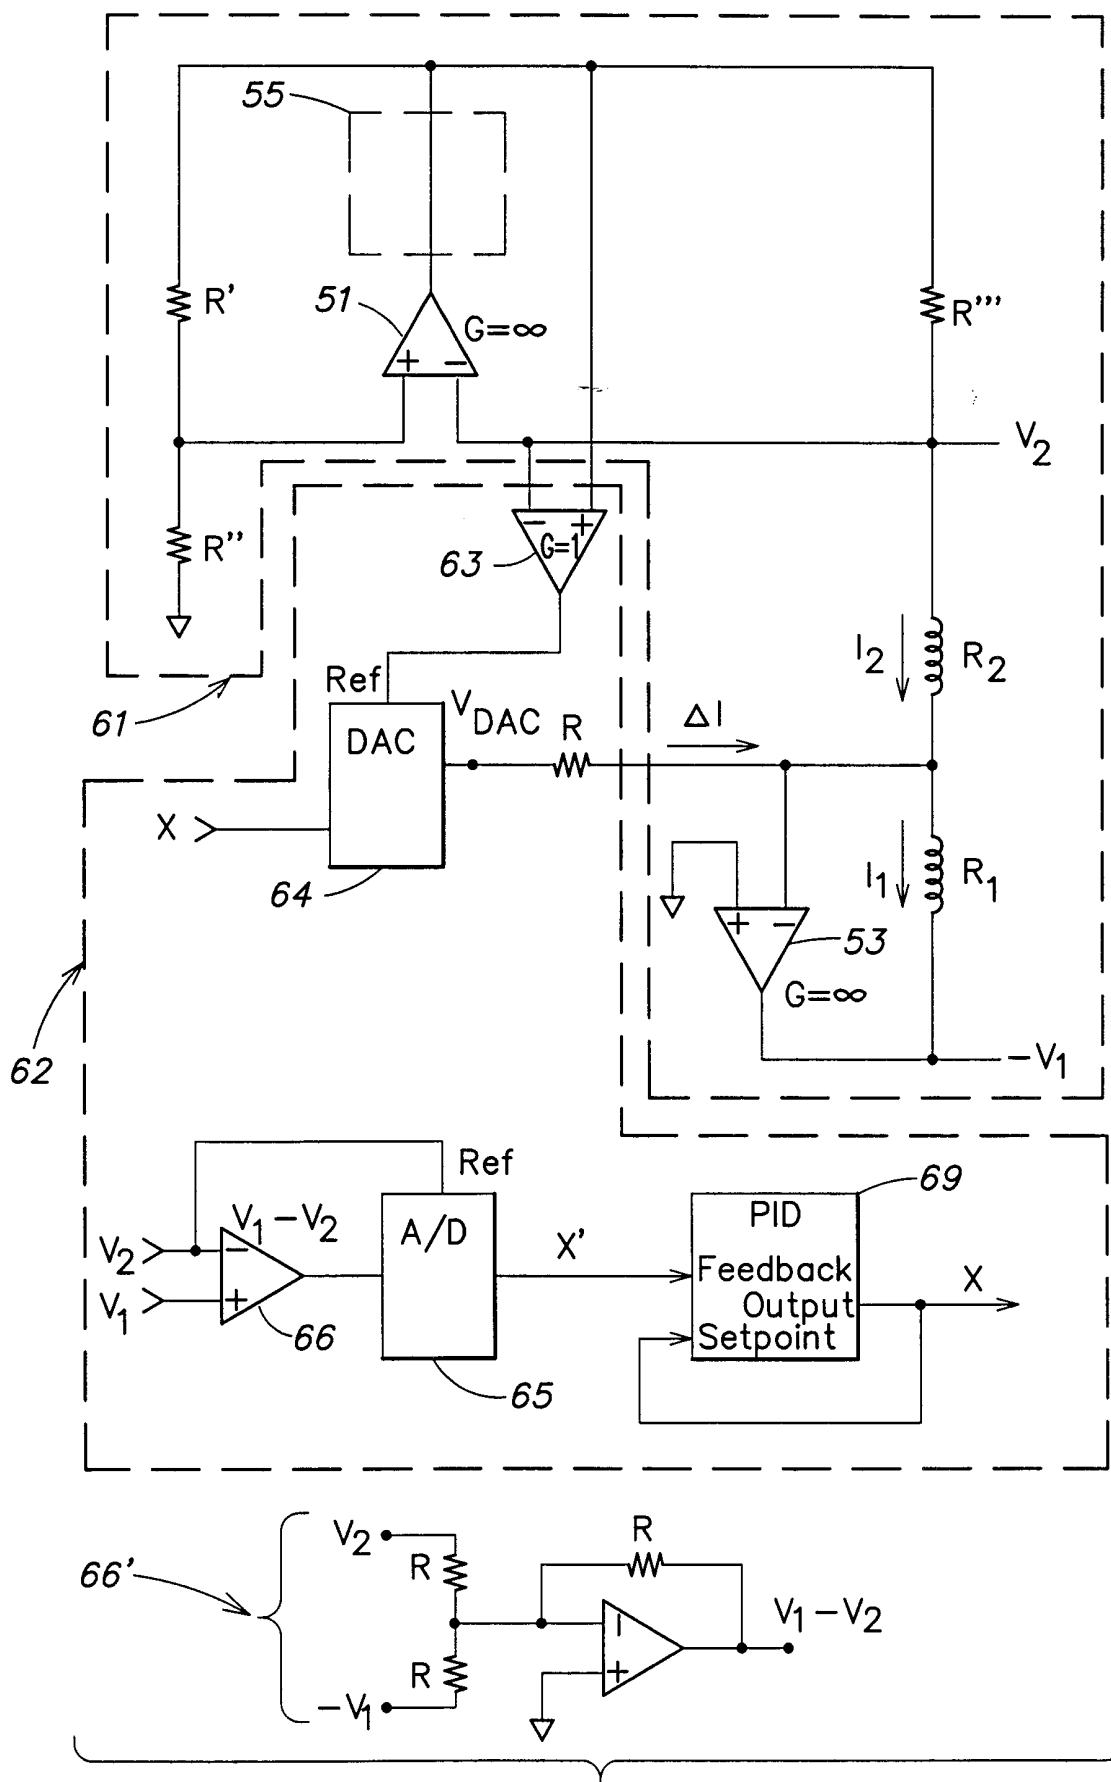 55
R'
51
G=∞
+
−
R'''
V2
R''
−
+
G=1
63
61
Ref
VDAC
R
ΔI
I2
R2
DAC
X
64
I1
R1
+
−
53
G=∞
−V1
62
Ref
69
V1−V2
A/D
PID
V2
−
X'
Feedback
X
V1
+
Output
Setpoint
66
65
66'
V2
R
R
V1−V2
−
+
R
−V1